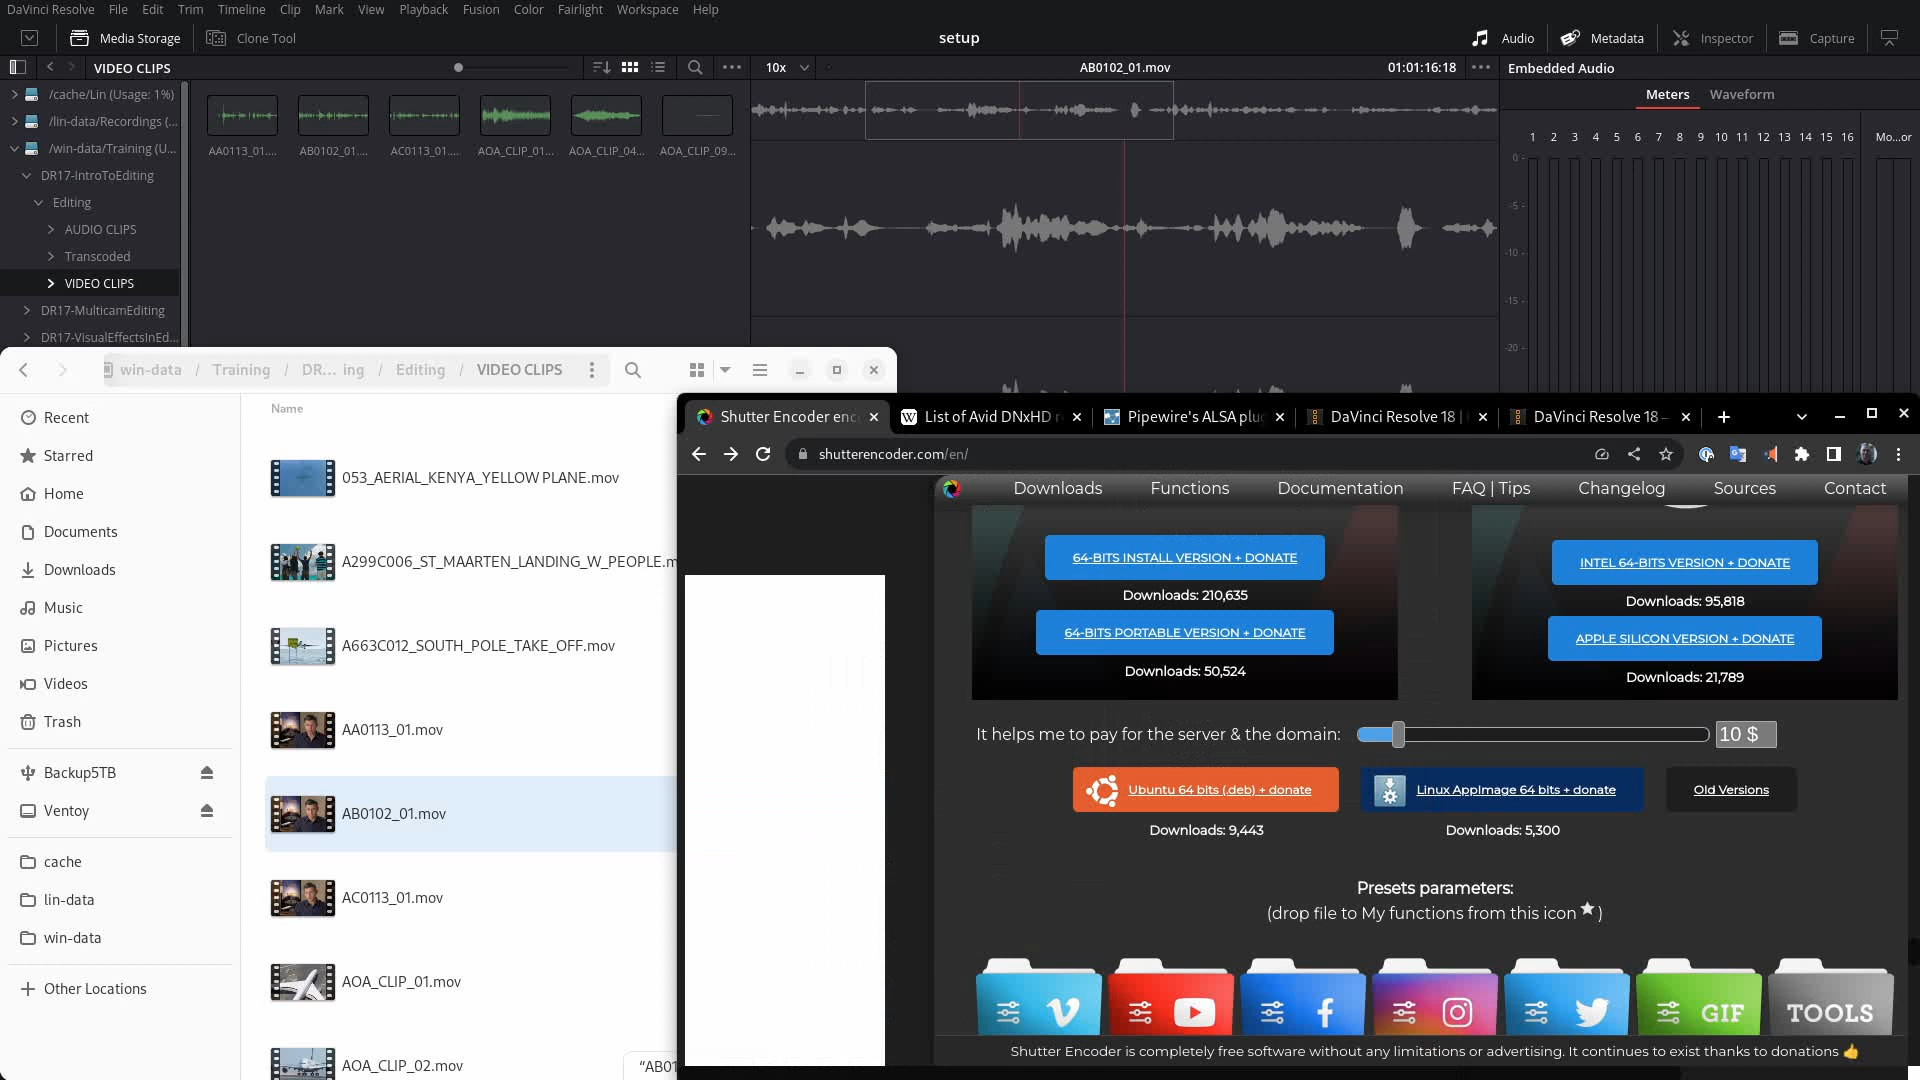 DaVinci Resolve File Edit Trim Timeline Clip Mark View Playback Fusion Color Fairlight Workspace Help
Media Storage Clone Tool setup Audio Metadata Inspector Capture
VIDEO CLIPS 10x AB0102_01.mov 01:01:16:18 Embedded Audio
/cache/Lin (Usage: 1%)
/lin-data/Recordings (...
/win-data/Training (U...
DR17-IntroToEditing
Editing
AUDIO CLIPS
Transcoded
VIDEO CLIPS
DR17-MulticamEditing
DR17-VisualEffectsInEd...
AA0113_01.... AB0102_01.... AC0113_01.... AOA_CLIP_01... AOA_CLIP_04... AOA_CLIP_09...
Meters Waveform
1 2 3 4 5 6 7 8 9 10 11 12 13 14 15 16 Mo...or
0
-5
-10
-15
-20
win-data / Training / DR... ing / Editing / VIDEO CLIPS
Recent
Starred
Home
Documents
Downloads
Music
Pictures
Videos
Trash
Backup5TB
Ventoy
cache
lin-data
win-data
Other Locations
Name
053_AERIAL_KENYA_YELLOW PLANE.mov
A299C006_ST_MAARTEN_LANDING_W_PEOPLE.m
A663C012_SOUTH_POLE_TAKE_OFF.mov
AA0113_01.mov
AB0102_01.mov
AC0113_01.mov
AOA_CLIP_01.mov
AOA_CLIP_02.mov
“AB01
Shutter Encoder enc List of Avid DNxHD r Pipewire's ALSA plu DaVinci Resolve 18 | DaVinci Resolve 18 –
shutterencoder.com/en/
Downloads Functions Documentation FAQ | Tips Changelog Sources Contact
64-BITS INSTALL VERSION + DONATE
Downloads: 210,635
64-BITS PORTABLE VERSION + DONATE
Downloads: 50,524
INTEL 64-BITS VERSION + DONATE
Downloads: 95,818
APPLE SILICON VERSION + DONATE
Downloads: 21,789
It helps me to pay for the server & the domain: 10 $
Ubuntu 64 bits (.deb) + donate Linux AppImage 64 bits + donate Old Versions
Downloads: 9,443 Downloads: 5,300
Presets parameters:
(drop file to My functions from this icon )
GIF TOOLS
Shutter Encoder is completely free software without any limitations or advertising. It continues to exist thanks to donations 👍